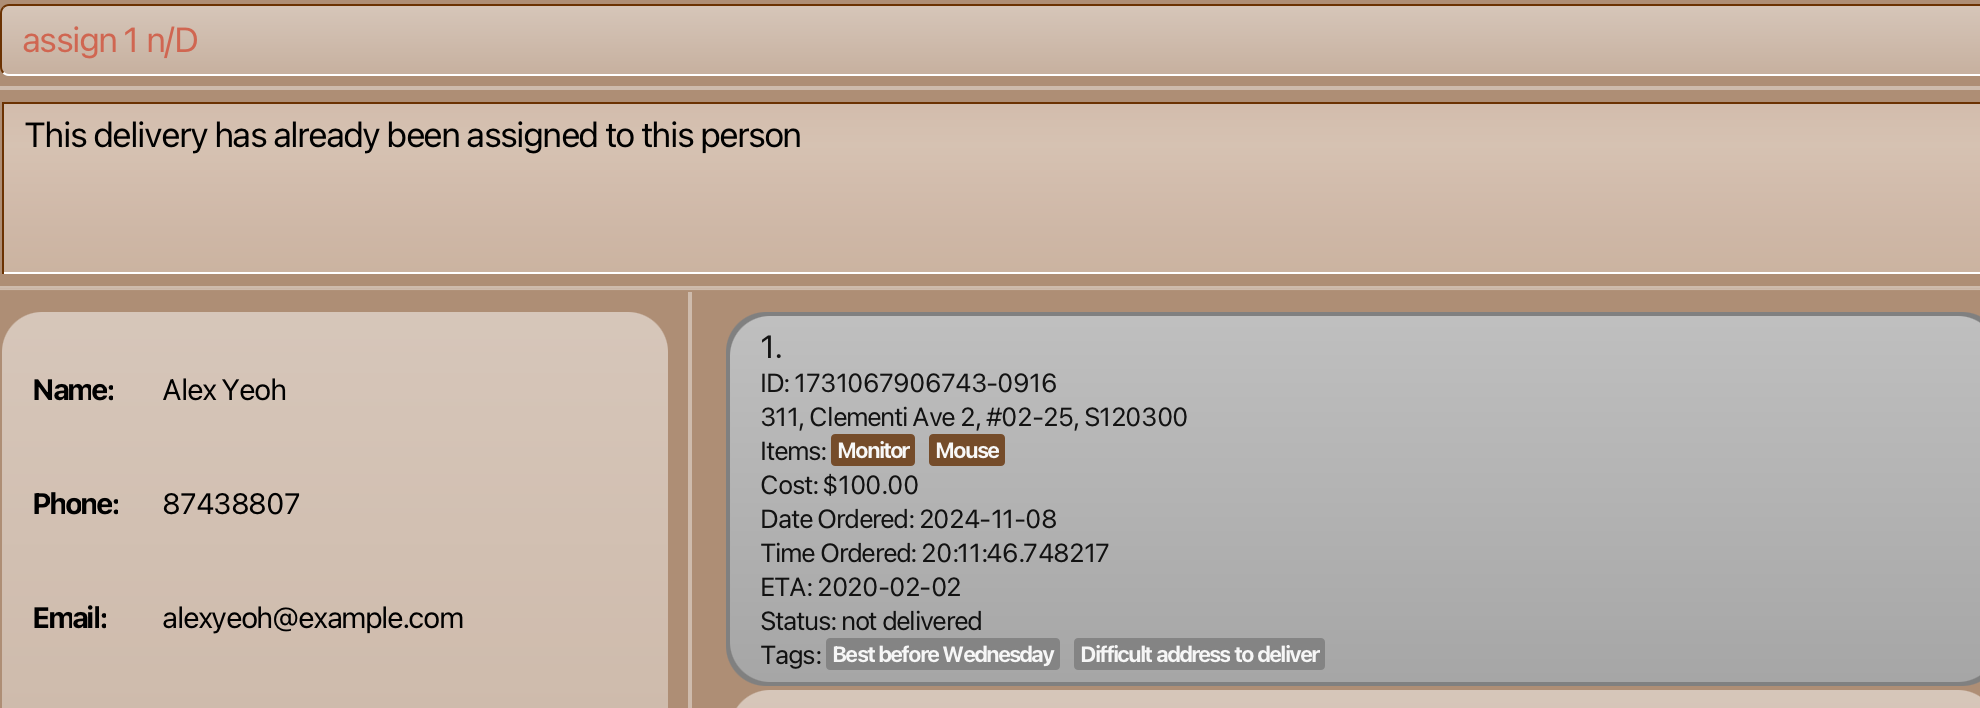 assign 1 n/D
This delivery has already been assigned to this person
Name: Alex Yeoh
Phone: 87438807
Email: alexyeoh@example.com
1.
ID: 1731067906743-0916
311, Clementi Ave 2, #02-25, S120300
Items: Monitor Mouse
Cost: $100.00
Date Ordered: 2024-11-08
Time Ordered: 20:11:46.748217
ETA: 2020-02-02
Status: not delivered
Tags: Best before Wednesday Difficult address to deliver